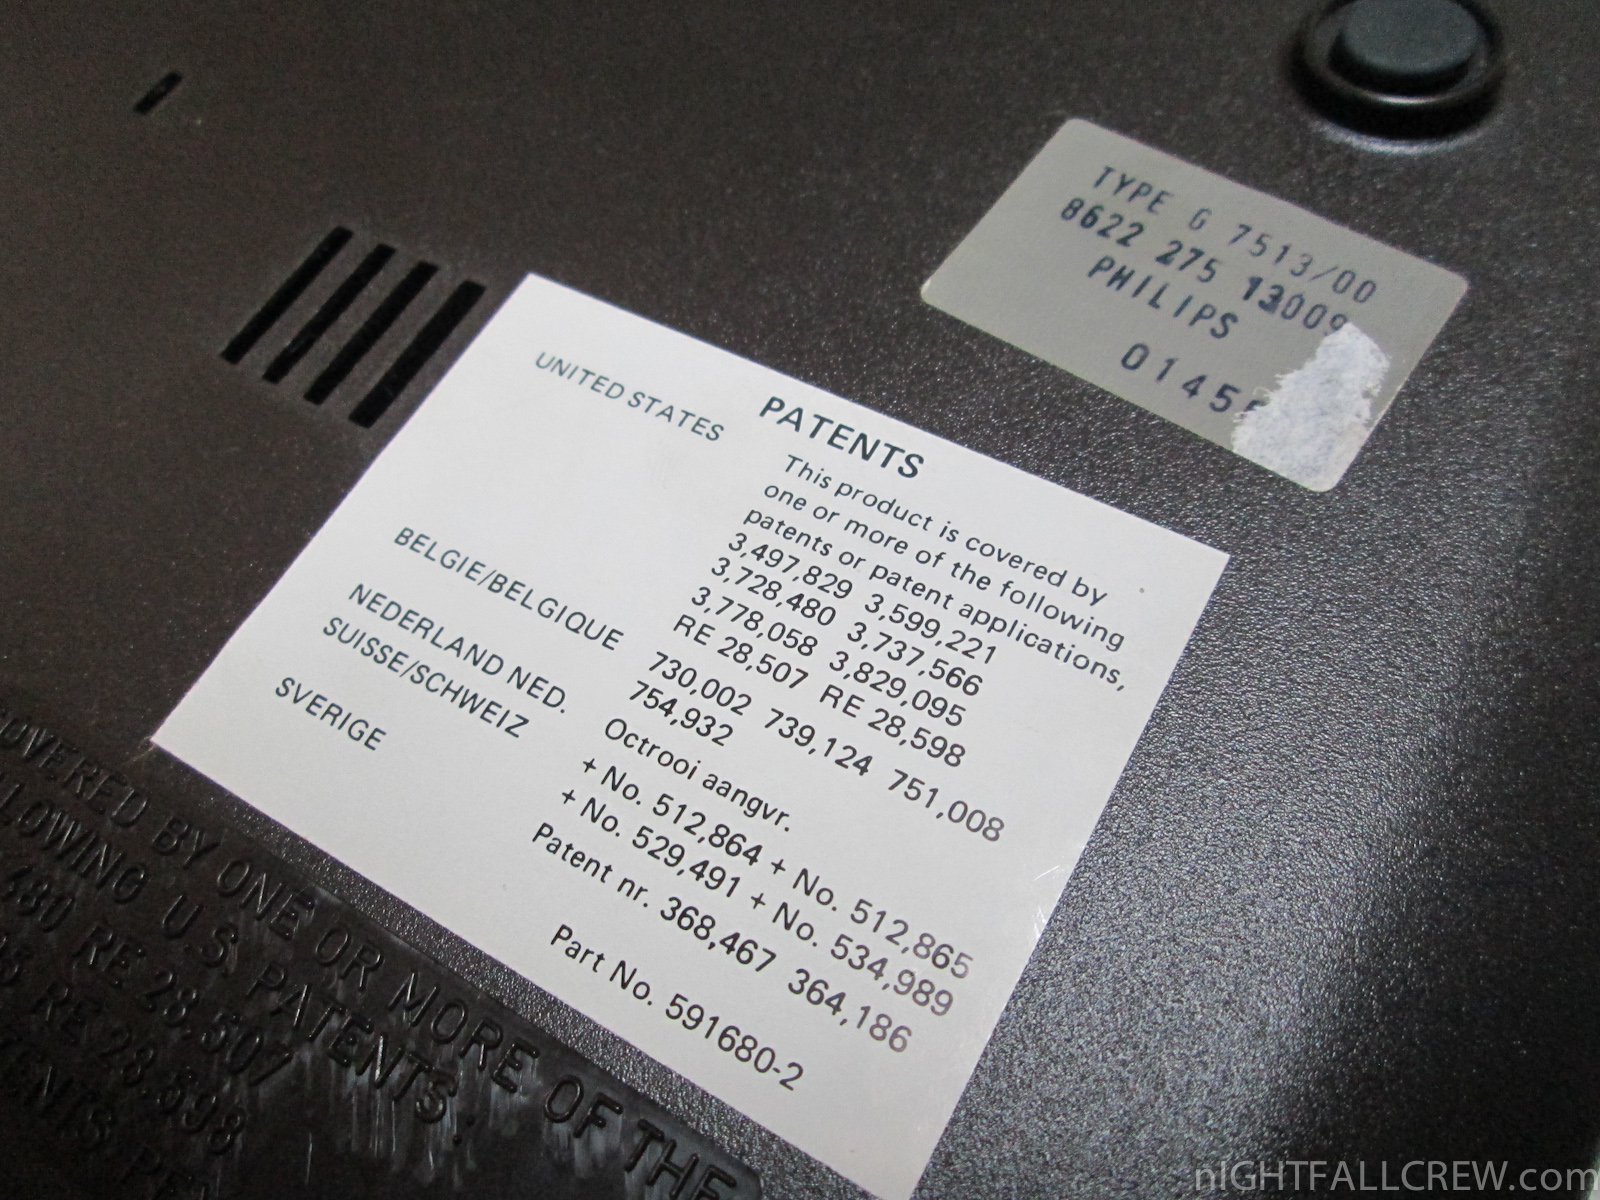 TYPE G 7513/00
8622 275 13009
PHILIPS
PATENTS
UNITED STATES This product is covered by
one or more of the following
patents or patent applications,
3,497,829 3,599,221
3,728,480 3,737,566
3,778,058 3,829,095
RE 28,507 RE 28,598
BELGIE/BELGIQUE 730,002 739,124 751,008
754,932
NEDERLAND NED. Octrooi aangvr.
SUISSE/SCHWEIZ + No. 512,864 + No. 512,865
+ No. 529,491 + No. 534,989
SVERIGE Patent nr. 368,467 364,186
Part No. 591680-2
COVERED BY ONE OR MORE OF THE
U.S. PATENTS:
RE 28,507
RE 28,598
nIGHTFALLCREW.com